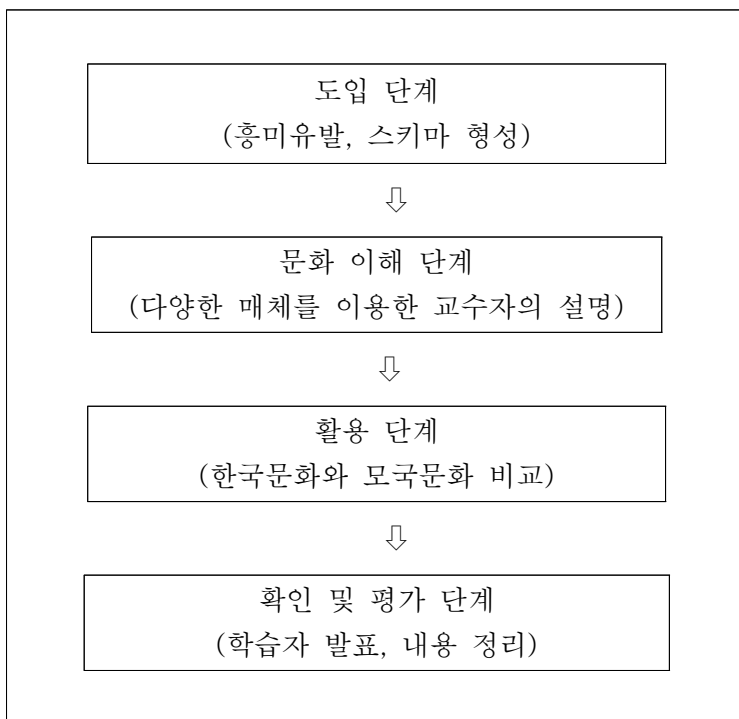 도입 단계
(흥미유발, 스키마 형성)
⇩
문화 이해 단계
(다양한 매체를 이용한 교수자의 설명)
⇩
활용 단계
(한국문화와 모국문화 비교)
⇩
확인 및 평가 단계
(학습자 발표, 내용 정리)